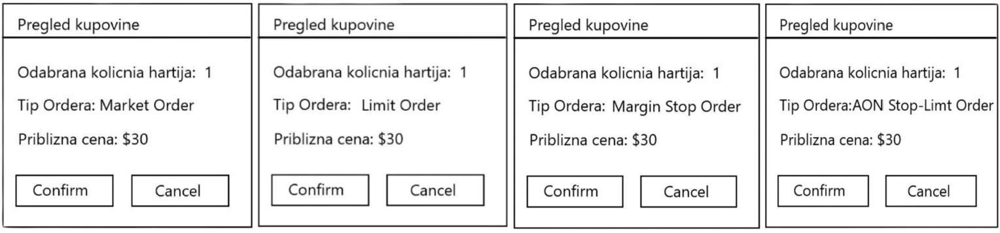 Pregled kupovine
Odabrana kolicnia hartija: 1
Tip Ordera: Market Order
Priblizna cena: $30
Confirm
Cancel
Pregled kupovine
Odabrana kolicnia hartija: 1
Tip Ordera: Limit Order
Priblizna cena: $30
Confirm
Cancel
Pregled kupovine
Odabrana kolicnia hartija: 1
Tip Ordera: Margin Stop Order
Priblizna cena: $30
Confirm
Cancel
Pregled kupovine
Odabrana kolicnia hartija: 1
Tip Ordera:AON Stop-Limt Order
Priblizna cena: $30
Confirm
Cancel